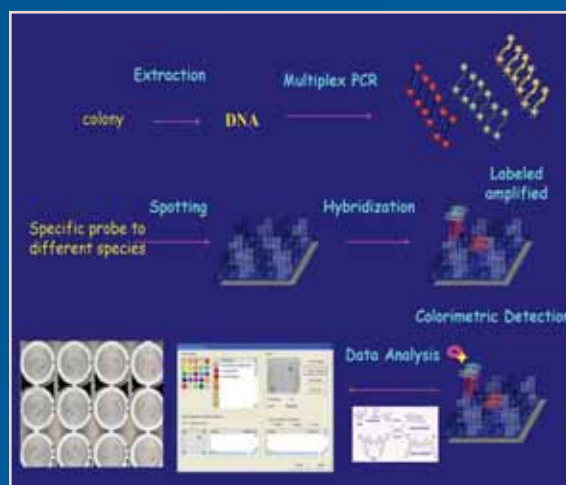 Extraction
Multiplex PCR
colony
DNA
Labeled
amplified
Spotting
Hybridization
Specific probe to
different species
Colorimetric Detection
Data Analysis